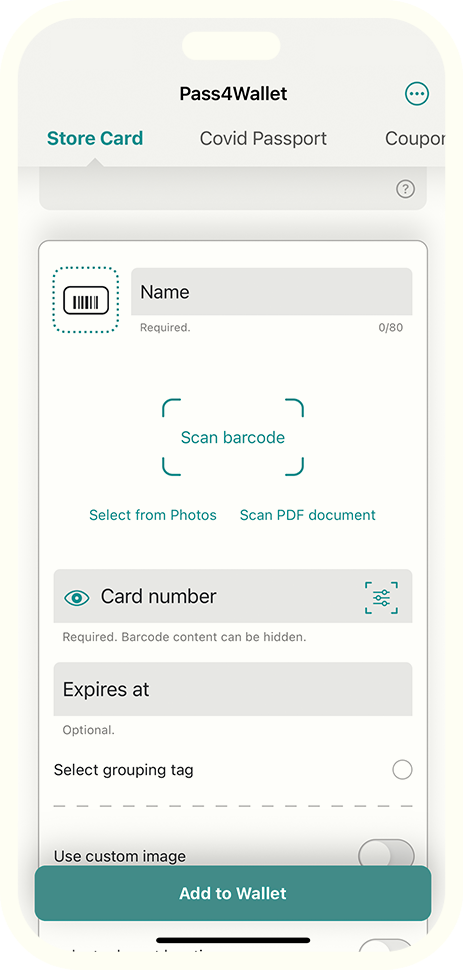 Pass4Wallet
Store Card Covid Passport Coupon
?
Name
Required. 0/80
Scan barcode
Select from Photos Scan PDF document
Card number
Required. Barcode content can be hidden.
Expires at
Optional.
Select grouping tag
Use custom image
Add to Wallet